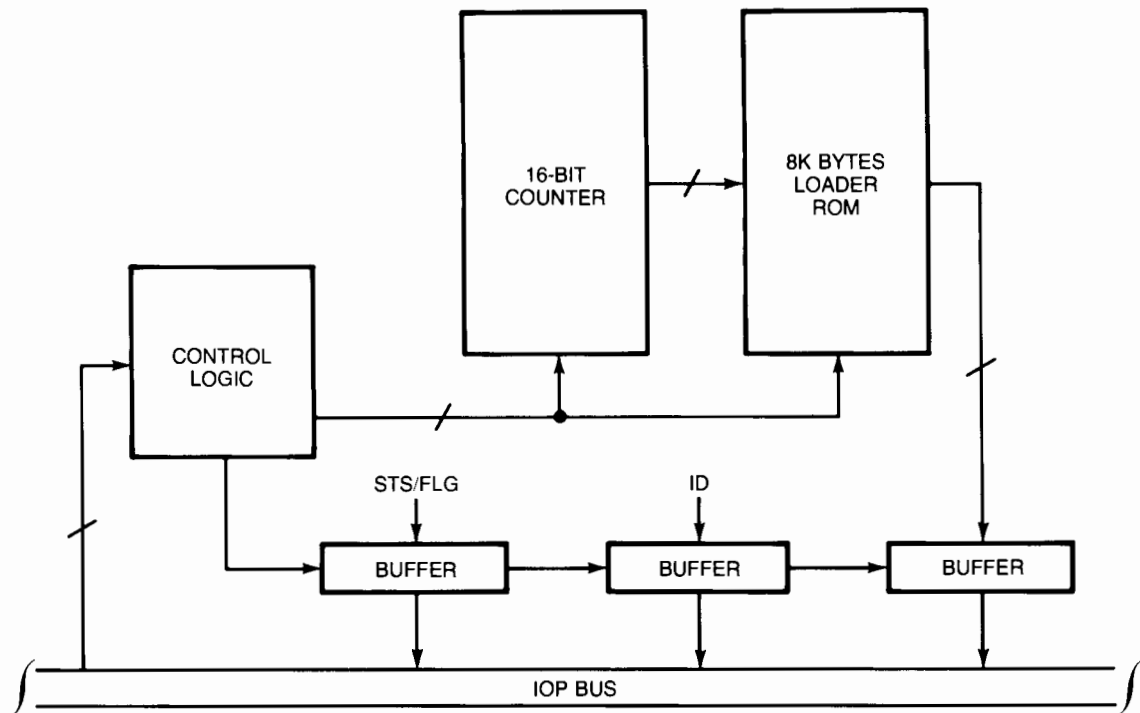 16-BIT
COUNTER
8K BYTES
LOADER
ROM
CONTROL
LOGIC
STS/FLG
ID
BUFFER
BUFFER
BUFFER
IOP BUS